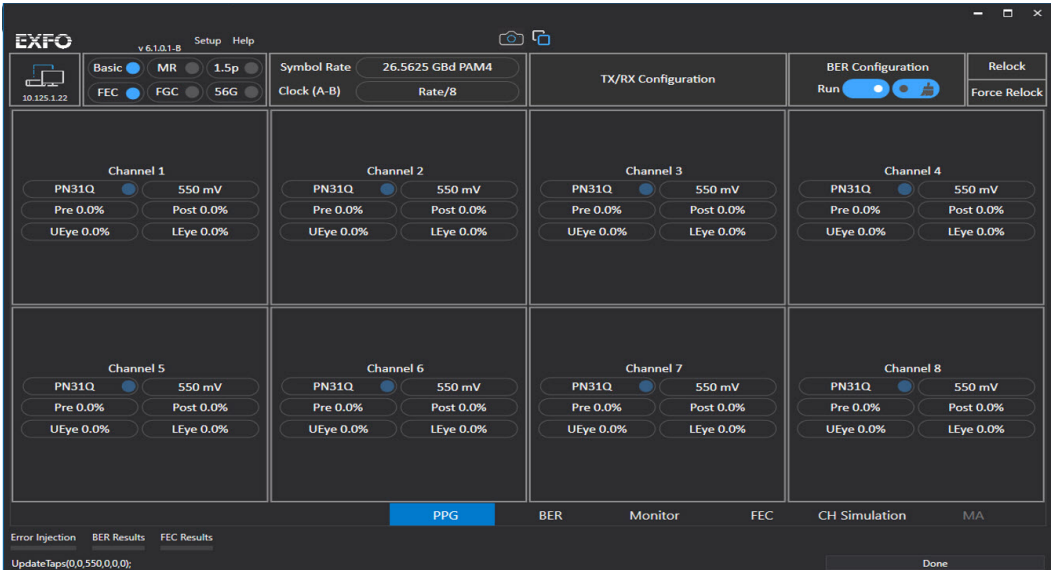 EXFO
v 6.1.0.1-B
Setup Help
10.125.1.22
Basic MR 1.5p
FEC FGC 56G
Symbol Rate 26.5625 GBd PAM4
Clock (A-B) Rate/8
TX/RX Configuration
BER Configuration
Run
Relock
Force Relock
Channel 1
PN31Q 550 mV
Pre 0.0% Post 0.0%
UEye 0.0% LEye 0.0%
Channel 2
PN31Q 550 mV
Pre 0.0% Post 0.0%
UEye 0.0% LEye 0.0%
Channel 3
PN31Q 550 mV
Pre 0.0% Post 0.0%
UEye 0.0% LEye 0.0%
Channel 4
PN31Q 550 mV
Pre 0.0% Post 0.0%
UEye 0.0% LEye 0.0%
Channel 5
PN31Q 550 mV
Pre 0.0% Post 0.0%
UEye 0.0% LEye 0.0%
Channel 6
PN31Q 550 mV
Pre 0.0% Post 0.0%
UEye 0.0% LEye 0.0%
Channel 7
PN31Q 550 mV
Pre 0.0% Post 0.0%
UEye 0.0% LEye 0.0%
Channel 8
PN31Q 550 mV
Pre 0.0% Post 0.0%
UEye 0.0% LEye 0.0%
PPG BER Monitor FEC CH Simulation MA
Error Injection BER Results FEC Results
UpdateTaps(0,0,550,0,0,0); Done